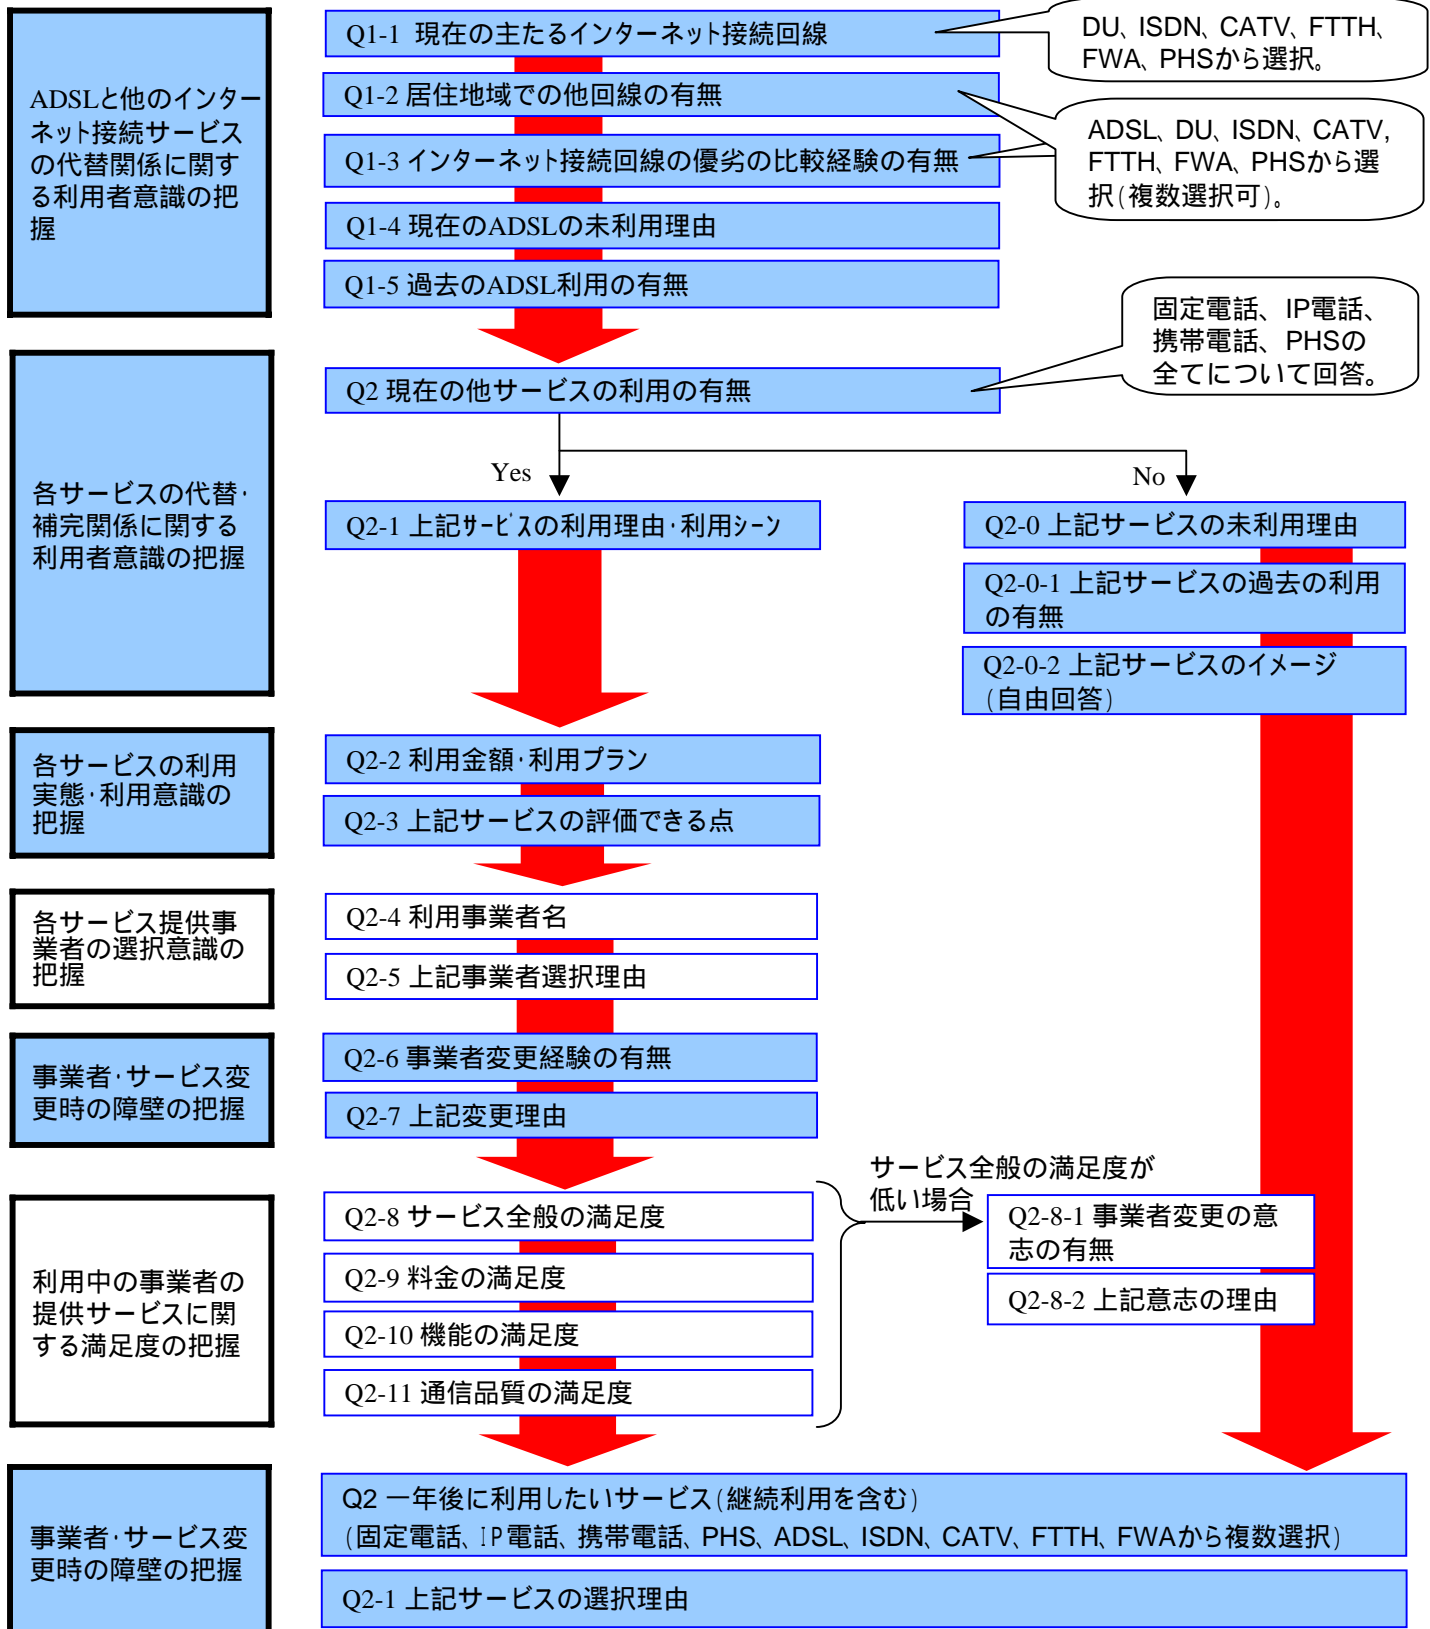 ADSLと他のインター
ネット接続サービス
の代替関係に関す
る利用者意識の把
握
Q1-1 現在の主たるインターネット接続回線
DU、ISDN、CATV、FTTH、
FWA、PHSから選択。
Q1-2 居住地域での他回線の有無
Q1-3 インターネット接続回線の優劣の比較経験の有無
ADSL、DU、ISDN、CATV,
FTTH、FWA、PHSから選
択(複数選択可)。
Q1-4 現在のADSLの未利用理由
Q1-5 過去のADSL利用の有無
各サービスの代替・
補完関係に関する
利用者意識の把握
Q2 現在の他サービスの利用の有無
固定電話、IP電話、
携帯電話、PHSの
全てについて回答。
Yes
No
Q2-1 上記サービスの利用理由・利用シーン
Q2-0 上記サービスの未利用理由
Q2-0-1 上記サービスの過去の利用
の有無
Q2-0-2 上記サービスのイメージ
(自由回答)
各サービスの利用
実態・利用意識の
把握
Q2-2 利用金額・利用プラン
Q2-3 上記サービスの評価できる点
各サービス提供事
業者の選択意識の
把握
Q2-4 利用事業者名
Q2-5 上記事業者選択理由
事業者・サービス変
更時の障壁の把握
Q2-6 事業者変更経験の有無
Q2-7 上記変更理由
利用中の事業者の
提供サービスに関
する満足度の把握
Q2-8 サービス全般の満足度
Q2-9 料金の満足度
Q2-10 機能の満足度
Q2-11 通信品質の満足度
サービス全般の満足度が
低い場合
Q2-8-1 事業者変更の意
志の有無
Q2-8-2 上記意志の理由
事業者・サービス変
更時の障壁の把握
Q2 一年後に利用したいサービス(継続利用を含む)
(固定電話、IP電話、携帯電話、PHS、ADSL、ISDN、CATV、FTTH、FWAから複数選択)
Q2-1 上記サービスの選択理由